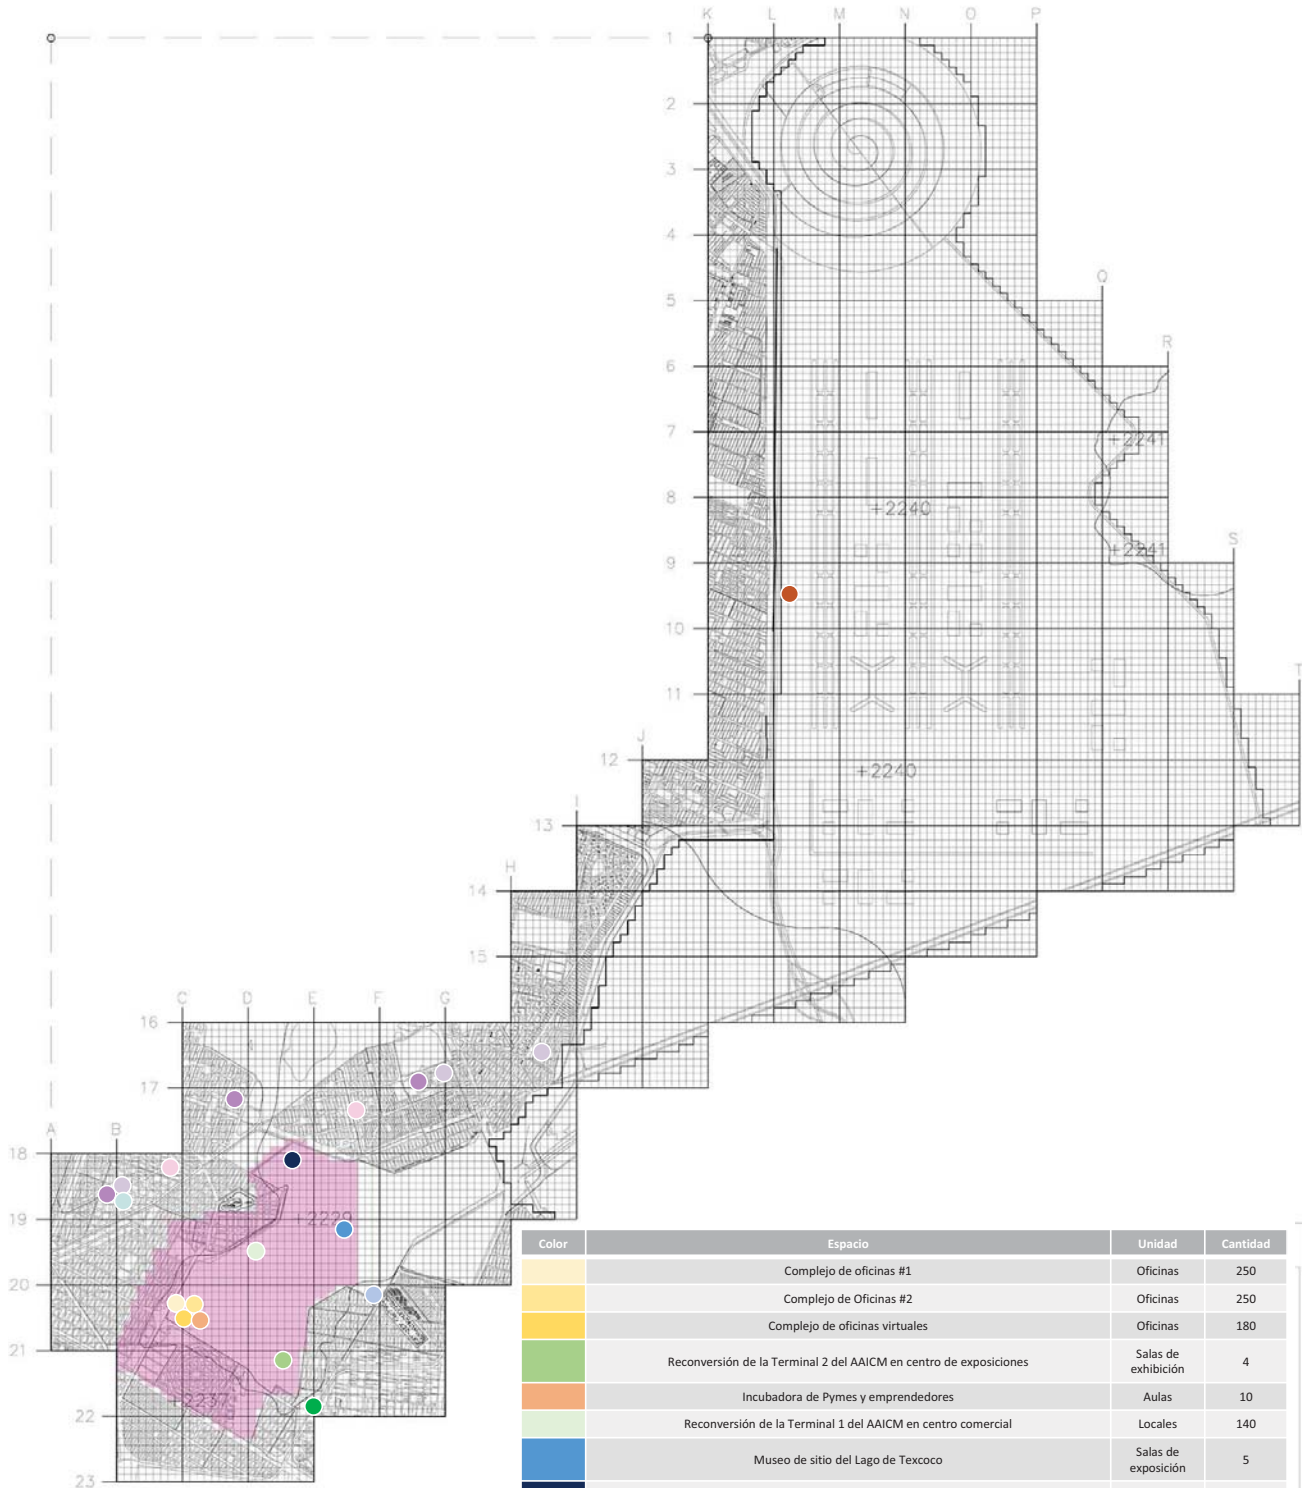 K L M N O P
1
2
3
4
5
Q
6
R
7
+2241
8
+2240
9
+2241
S
10
11
T
J
12
+2240
I
13
H
14
15
C D E F G
16
17
A B
18
19
+2229
20
21
+2237
22
23
Color Espacio Unidad Cantidad
Complejo de oficinas #1 Oficinas 250
Complejo de Oficinas #2 Oficinas 250
Complejo de oficinas virtuales Oficinas 180
Reconversión de la Terminal 2 del AAICM en centro de exposiciones Salas de exhibición 4
Incubadora de Pymes y emprendedores Aulas 10
Reconversión de la Terminal 1 del AAICM en centro comercial Locales 140
Museo de sitio del Lago de Texcoco Salas de exposición 5